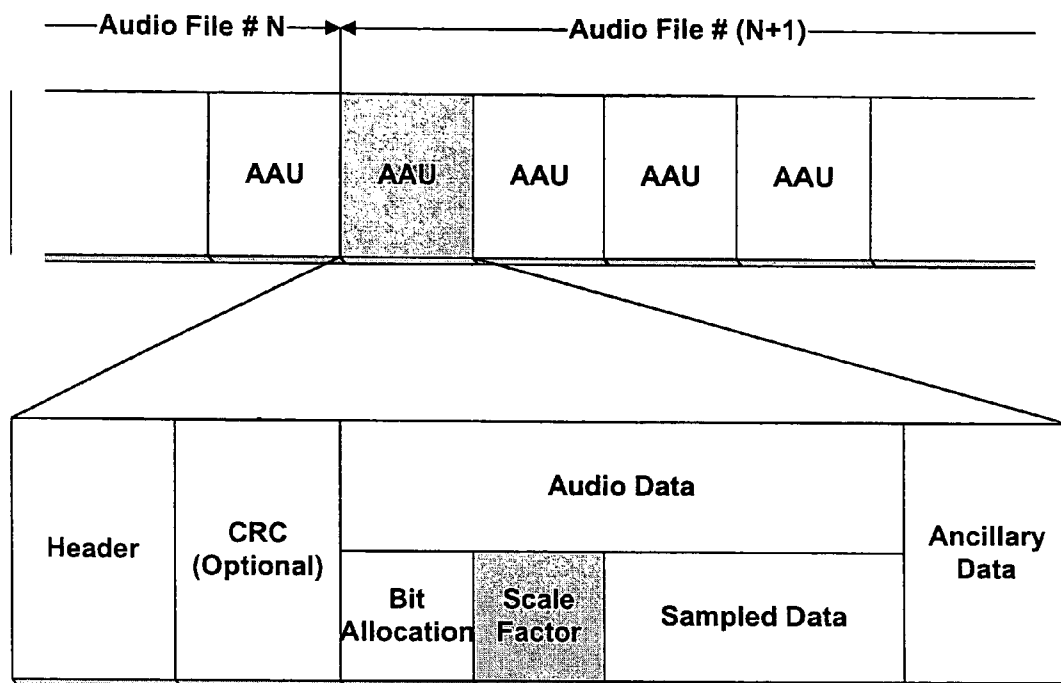 Audio File # N
Audio File # (N+1)
AAU
AAU
AAU
AAU
AAU
Header
CRC
(Optional)
Audio Data
Bit
Allocation
Scale
Factor
Sampled Data
Ancillary
Data